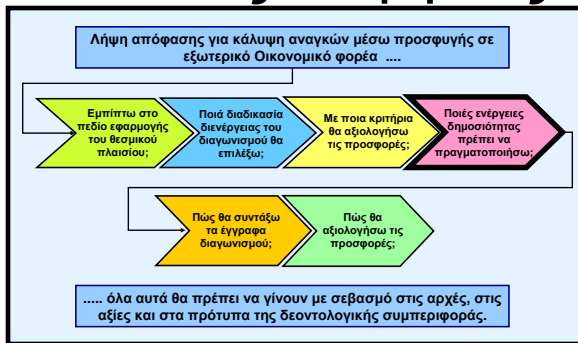 Λήψη απόφασης για κάλυψη αναγκών μέσω προσφυγής σε
εξωτερικό Οικονομικό φορέα ....
Εμπίπτω στο
πεδίο εφαρμογής
του θεσμικού
πλαισίου;
Ποιά διαδικασία
διενέργειας του
διαγωνισμού θα
επιλέξω;
Με ποια κριτήρια
θα αξιολογήσω
τις προσφορές;
Ποιές ενέργειες
δημοσιότητας
πρέπει να
πραγματοποιήσω;
Πώς θα συντάξω
τα έγγραφα
διαγωνισμού;
Πώς θα
αξιολογήσω τις
προσφορές;
..... όλα αυτά θα πρέπει να γίνουν με σεβασμό στις αρχές, στις
αξίες και στα πρότυπα της δεοντολογικής συμπεριφοράς.